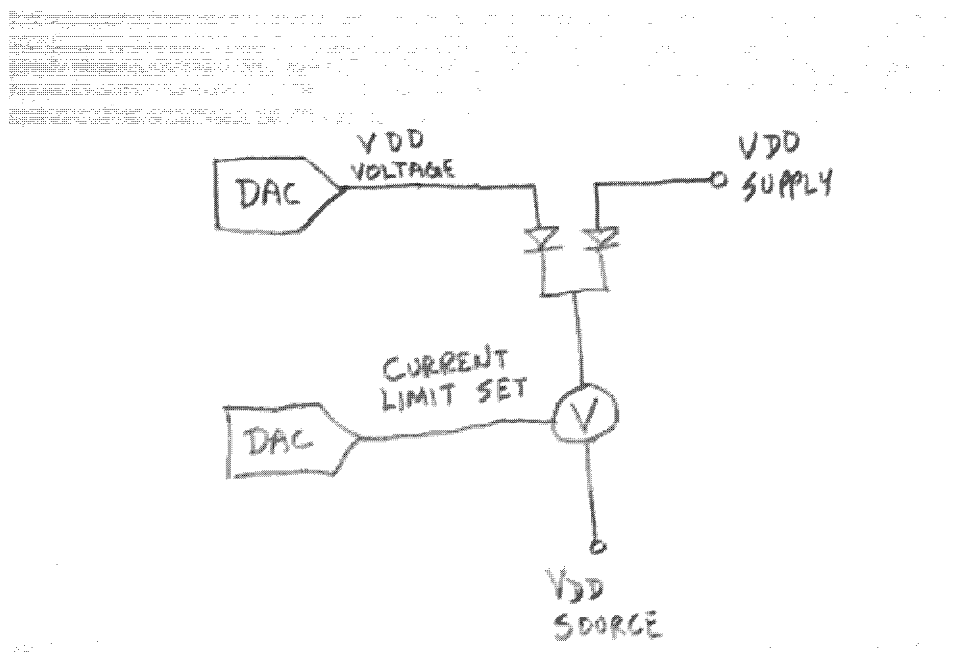 VDD
VOLTAGE
DAC
VDD
SUPPLY
CURRENT
LIMIT SET
DAC
V
VDD
SOURCE